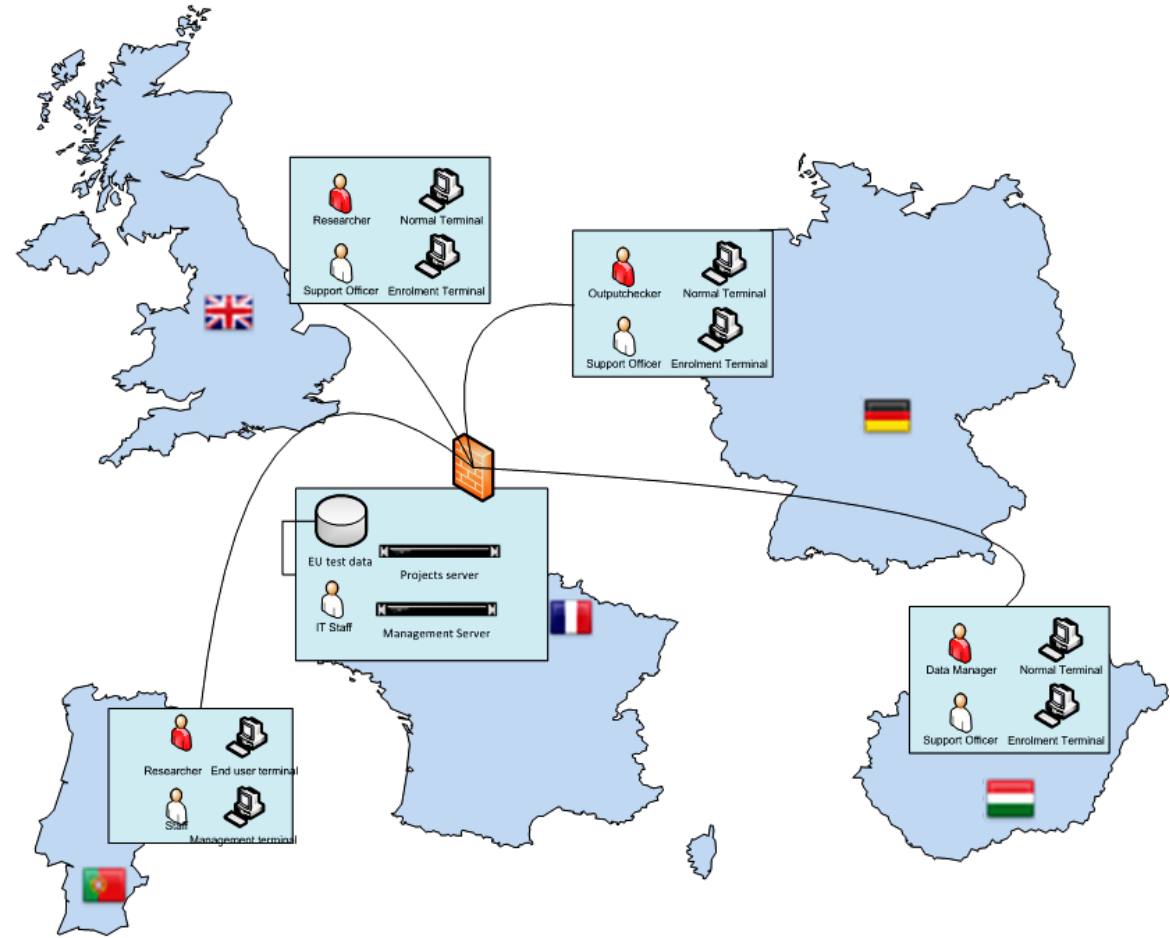 Researcher Normal Terminal
Support Officer Enrolment Terminal
Outputchecker Normal Terminal
Support Officer Enrolment Terminal
EU test data
Projects server
IT Staff
Management Server
Data Manager Normal Terminal
Support Officer Enrolment Terminal
Researcher End user terminal
Staff
Management terminal